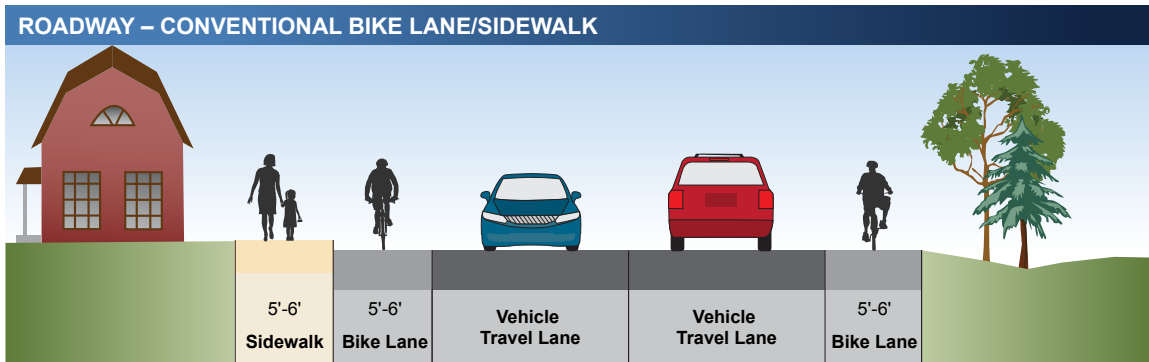 ROADWAY – CONVENTIONAL BIKE LANE/SIDEWALK
5'-6'
Sidewalk
5'-6'
Bike Lane
Vehicle
Travel Lane
Vehicle
Travel Lane
5'-6'
Bike Lane